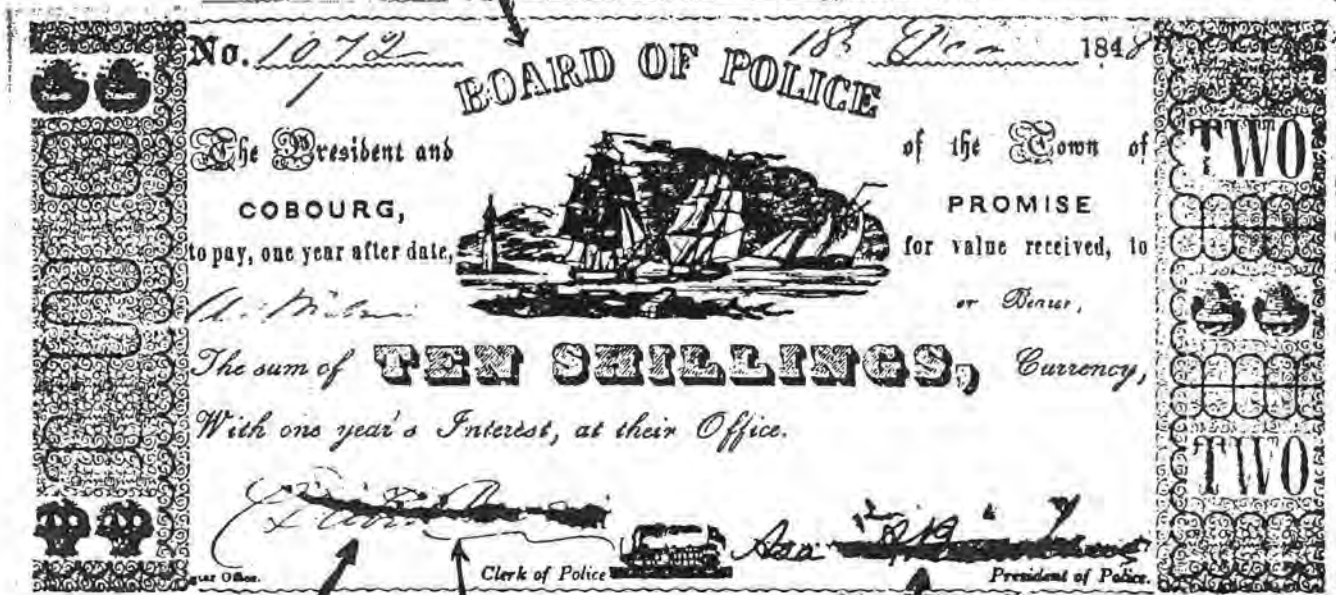 No. 1072 18 1848
BOARD OF POLICE
The President and of the Town of
COBOURG, PROMISE
to pay, one year after date, for value received, to
or Bearer,
The sum of TEN SHILLINGS, Currency,
With one year's Interest, at their Office.
Asa
Clerk of Police President of Police.
Office.
TWO
TWO